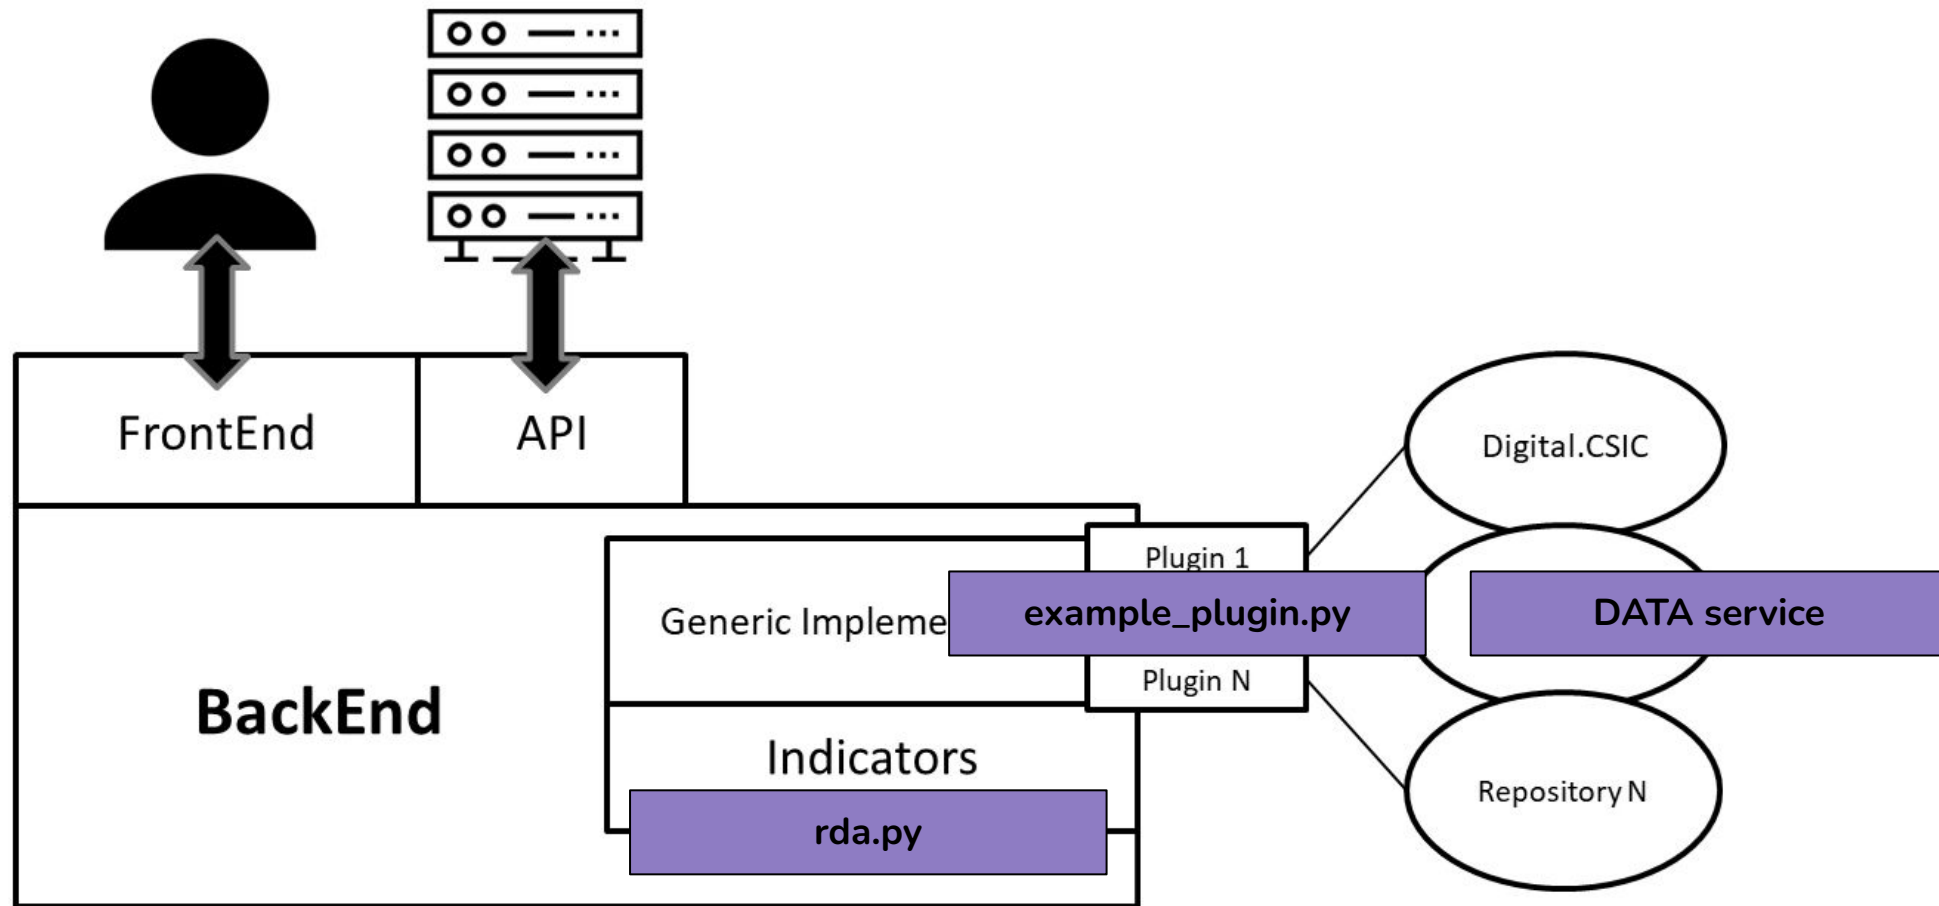 FrontEnd
API
Digital.CSIC
Plugin 1
Generic Impleme
example_plugin.py
DATA service
Plugin N
BackEnd
Indicators
Repository N
rda.py